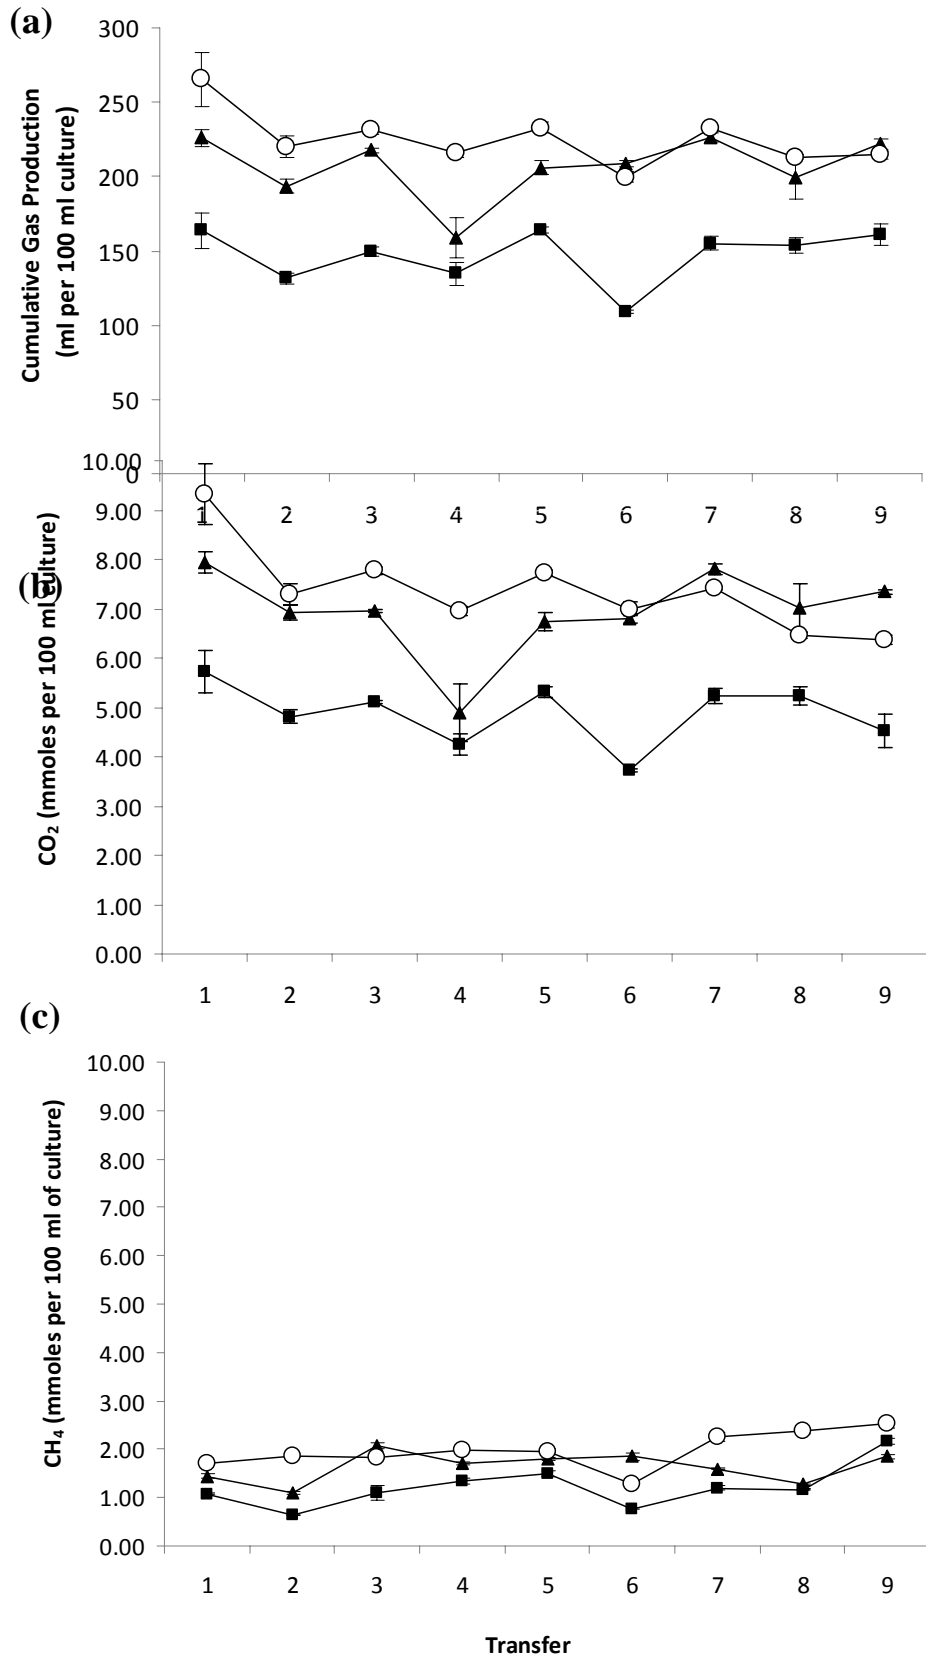 (a)
Cumulative Gas Production
(ml per 100 ml culture)
300
250
200
150
100
50
0
1 2 3 4 5 6 7 8 9
(b)
CO₂ (mmoles per 100 ml culture)
10.00
9.00
8.00
7.00
6.00
5.00
4.00
3.00
2.00
1.00
0.00
1 2 3 4 5 6 7 8 9
(c)
CH₄ (mmoles per 100 ml of culture)
10.00
9.00
8.00
7.00
6.00
5.00
4.00
3.00
2.00
1.00
0.00
1 2 3 4 5 6 7 8 9
Transfer